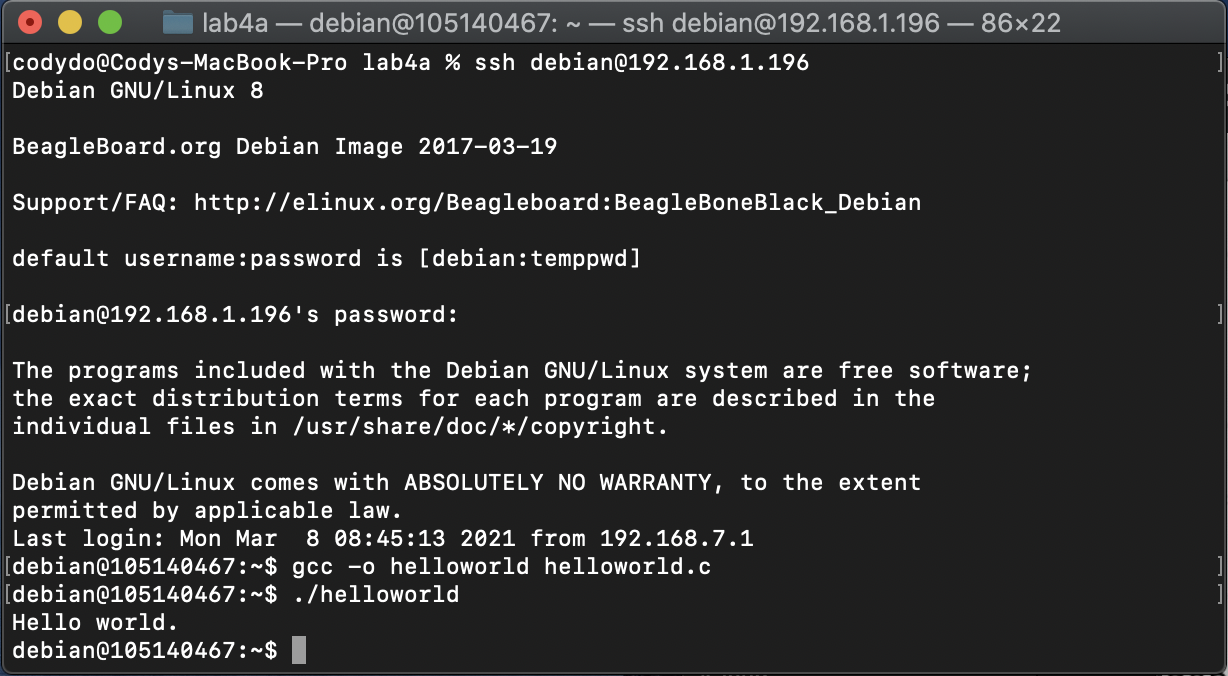 lab4a — debian@105140467: ~ — ssh debian@192.168.1.196 — 86×22
[codydo@Codys-MacBook-Pro lab4a % ssh debian@192.168.1.196 ]
Debian GNU/Linux 8
BeagleBoard.org Debian Image 2017-03-19
Support/FAQ: http://elinux.org/Beagleboard:BeagleBoneBlack_Debian
default username:password is [debian:temppwd]
[debian@192.168.1.196's password: ]
The programs included with the Debian GNU/Linux system are free software;
the exact distribution terms for each program are described in the
individual files in /usr/share/doc/*/copyright.
Debian GNU/Linux comes with ABSOLUTELY NO WARRANTY, to the extent
permitted by applicable law.
Last login: Mon Mar  8 08:45:13 2021 from 192.168.7.1
[debian@105140467:~$ gcc -o helloworld helloworld.c ]
[debian@105140467:~$ ./helloworld ]
Hello world.
debian@105140467:~$